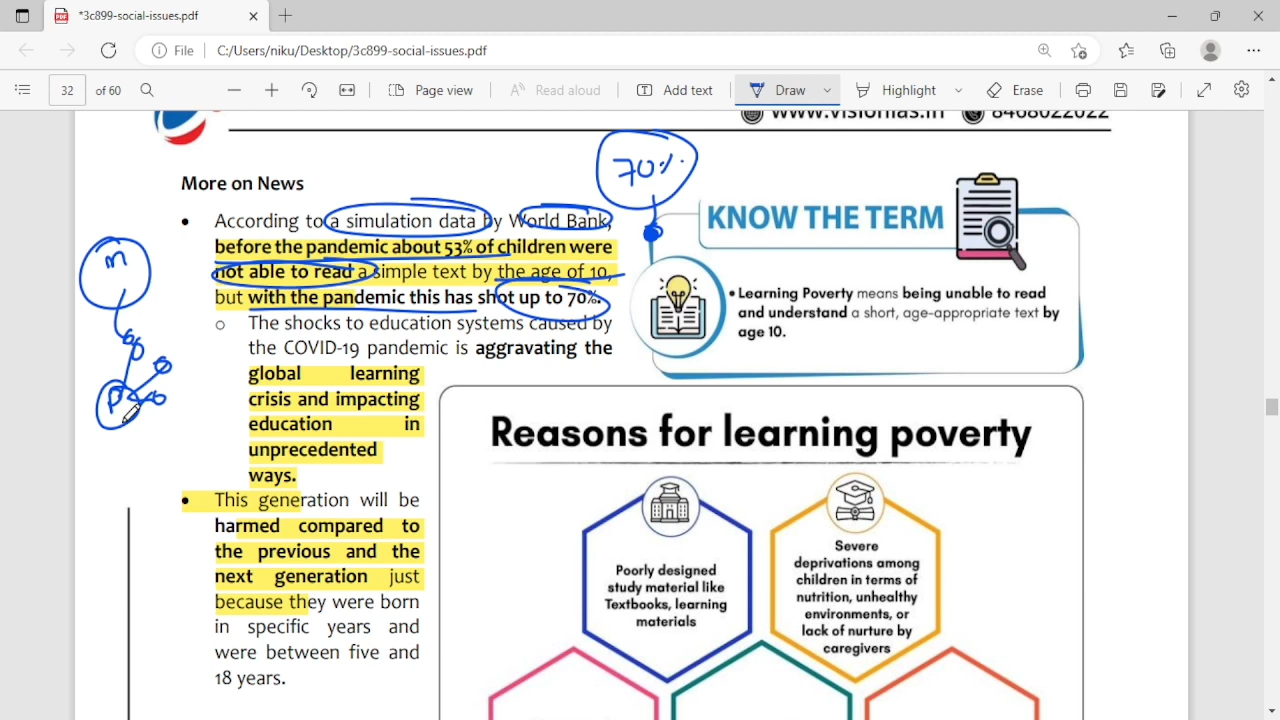 *3c899-social-issues.pdf
File C:/Users/niku/Desktop/3c899-social-issues.pdf
32 of 60 Page view Read aloud Add text Draw Highlight Erase
www.visionias.in 8468022022
70%
More on News
• According to a simulation data by World Bank,
before the pandemic about 53% of children were
not able to read a simple text by the age of 10,
but with the pandemic this has shot up to 70%.
o The shocks to education systems caused by
the COVID-19 pandemic is aggravating the
global learning
crisis and impacting
education in
unprecedented
ways.
• This generation will be
harmed compared to
the previous and the
next generation just
because they were born
in specific years and
were between five and
18 years.
m
P
KNOW THE TERM
• Learning Poverty means being unable to read
and understand a short, age-appropriate text by
age 10.
Reasons for learning poverty
Poorly designed
study material like
Textbooks, learning
materials
Severe
deprivations among
children in terms of
nutrition, unhealthy
environments, or
lack of nurture by
caregivers